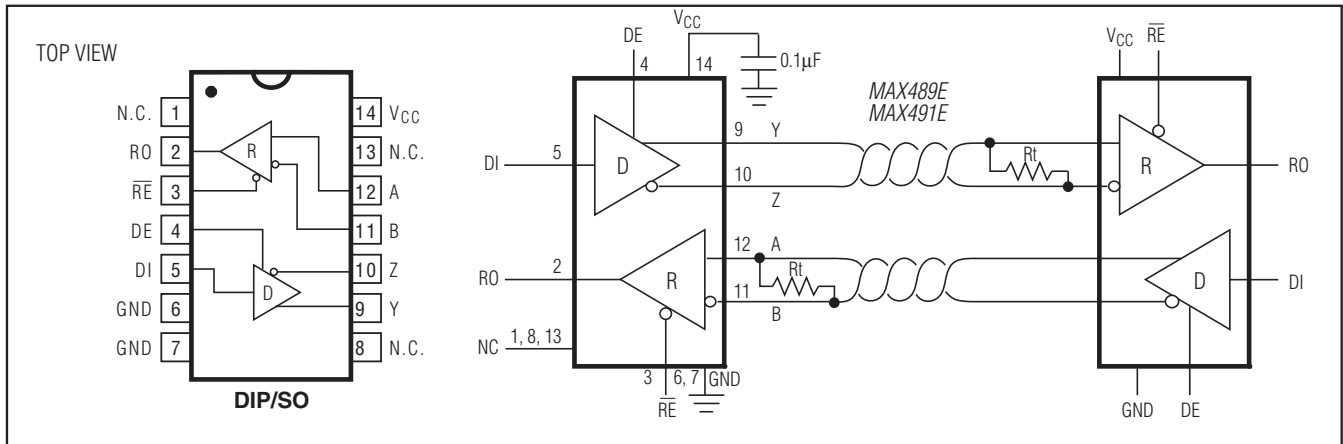 TOP VIEW
N.C. 1
RO 2
RE 3
DE 4
DI 5
GND 6
GND 7
14 VCC
13 N.C.
12 A
11 B
10 Z
9 Y
8 N.C.
R
D
DIP/SO
DE
4
VCC
14
0.1μF
MAX489E
MAX491E
VCC
RE
DI
5
D
9 Y
10
Z
Rt
R
RO
RO
2
R
12 A
11
B
Rt
D
DI
NC
1, 8, 13
3
6, 7
GND
RE
GND
DE